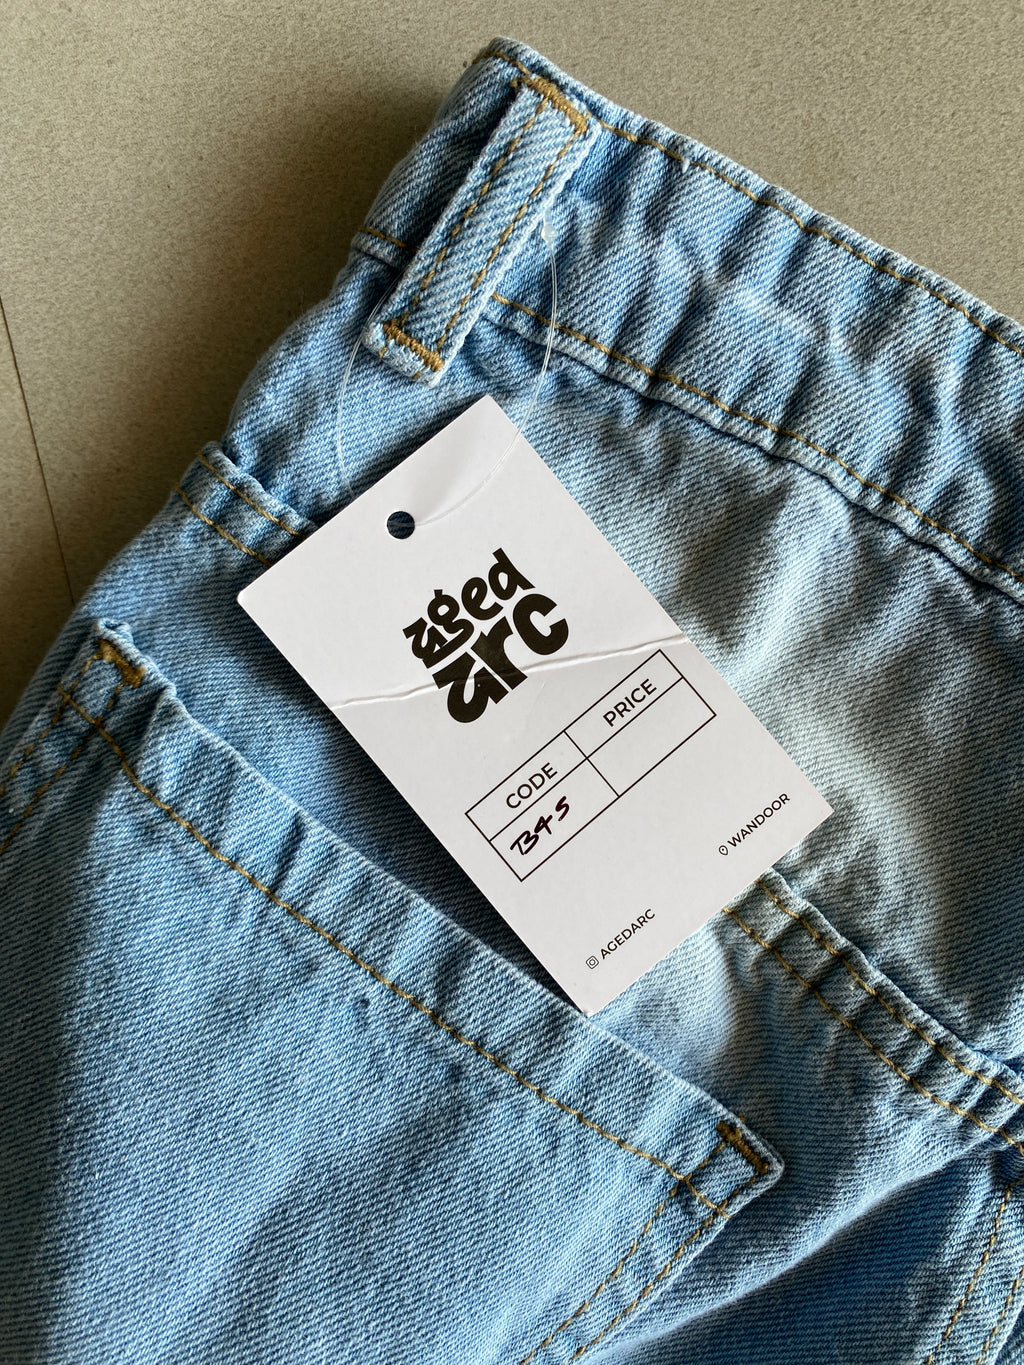 aged
arc
CODE PRICE
B45
WANDOOR
AGEDARC